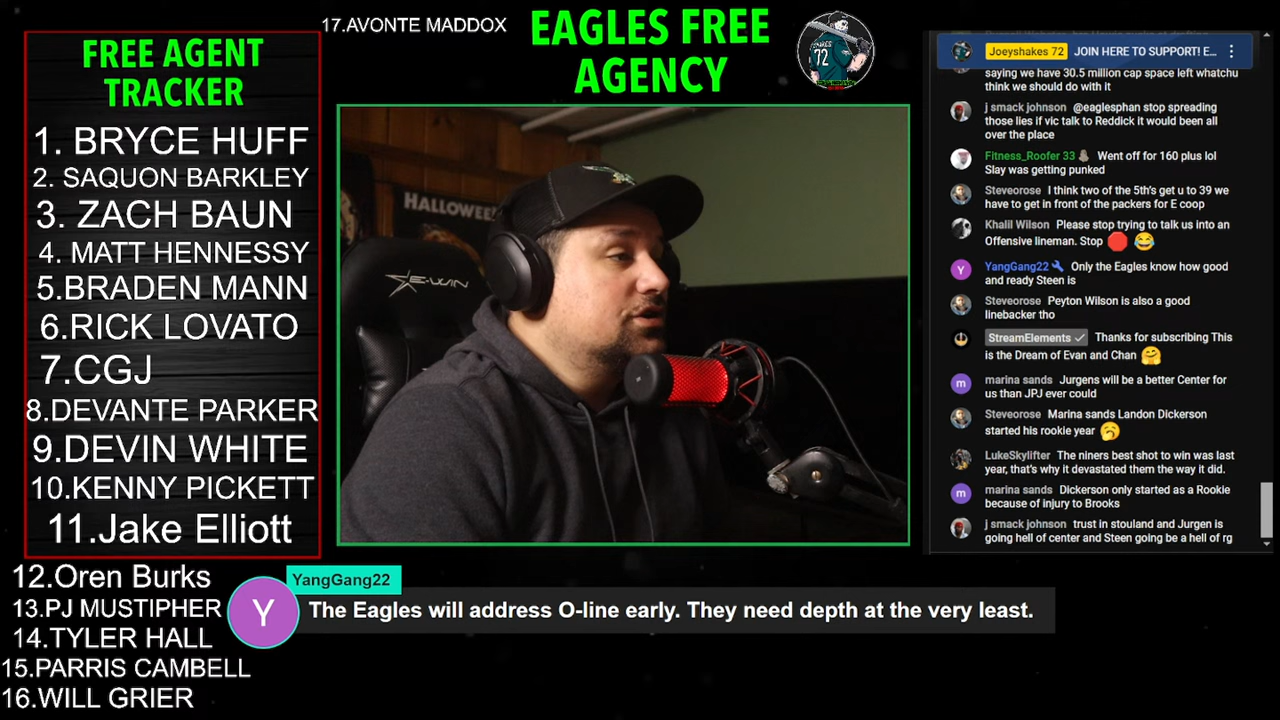 17.AVONTE MADDOX
EAGLES FREE
AGENCY
FREE AGENT
TRACKER
1. BRYCE HUFF
2. SAQUON BARKLEY
3. ZACH BAUN
4. MATT HENNESSY
5.BRADEN MANN
6.RICK LOVATO
7.CGJ
8.DEVANTE PARKER
9.DEVIN WHITE
10.KENNY PICKETT
11.Jake Elliott
12.Oren Burks
13.PJ MUSTIPHER
14.TYLER HALL
15.PARRIS CAMBELL
16.WILL GRIER
72
HALLOWEE
E-WIN
Joeyshakes 72 JOIN HERE TO SUPPORT! E...
saying we have 30.5 million cap space left whatchu
think we should do with it
j smack johnson @eaglesphan stop spreading
those lies if vic talk to Reddick it would been all
over the place
Fitness_Roofer 33 Went off for 160 plus lol
Slay was getting punked
Steveorose I think two of the 5th's get u to 39 we
have to get in front of the packers for E coop
Khalil Wilson Please stop trying to talk us into an
Offensive lineman. Stop 🛑 😂
YangGang22 Only the Eagles know how good
and ready Steen is
Steveorose Peyton Wilson is also a good
linebacker tho
StreamElements ✓ Thanks for subscribing This
is the Dream of Evan and Chan 🤗
marina sands Jurgens will be a better Center for
us than JPJ ever could
Steveorose Marina sands Landon Dickerson
started his rookie year 🥱
LukeSkylifter The niners best shot to win was last
year, that's why it devastated them the way it did.
marina sands Dickerson only started as a Rookie
because of injury to Brooks
j smack johnson trust in stouland and Jurgen is
going hell of center and Steen going be a hell of rg
YangGang22
Y
The Eagles will address O-line early. They need depth at the very least.